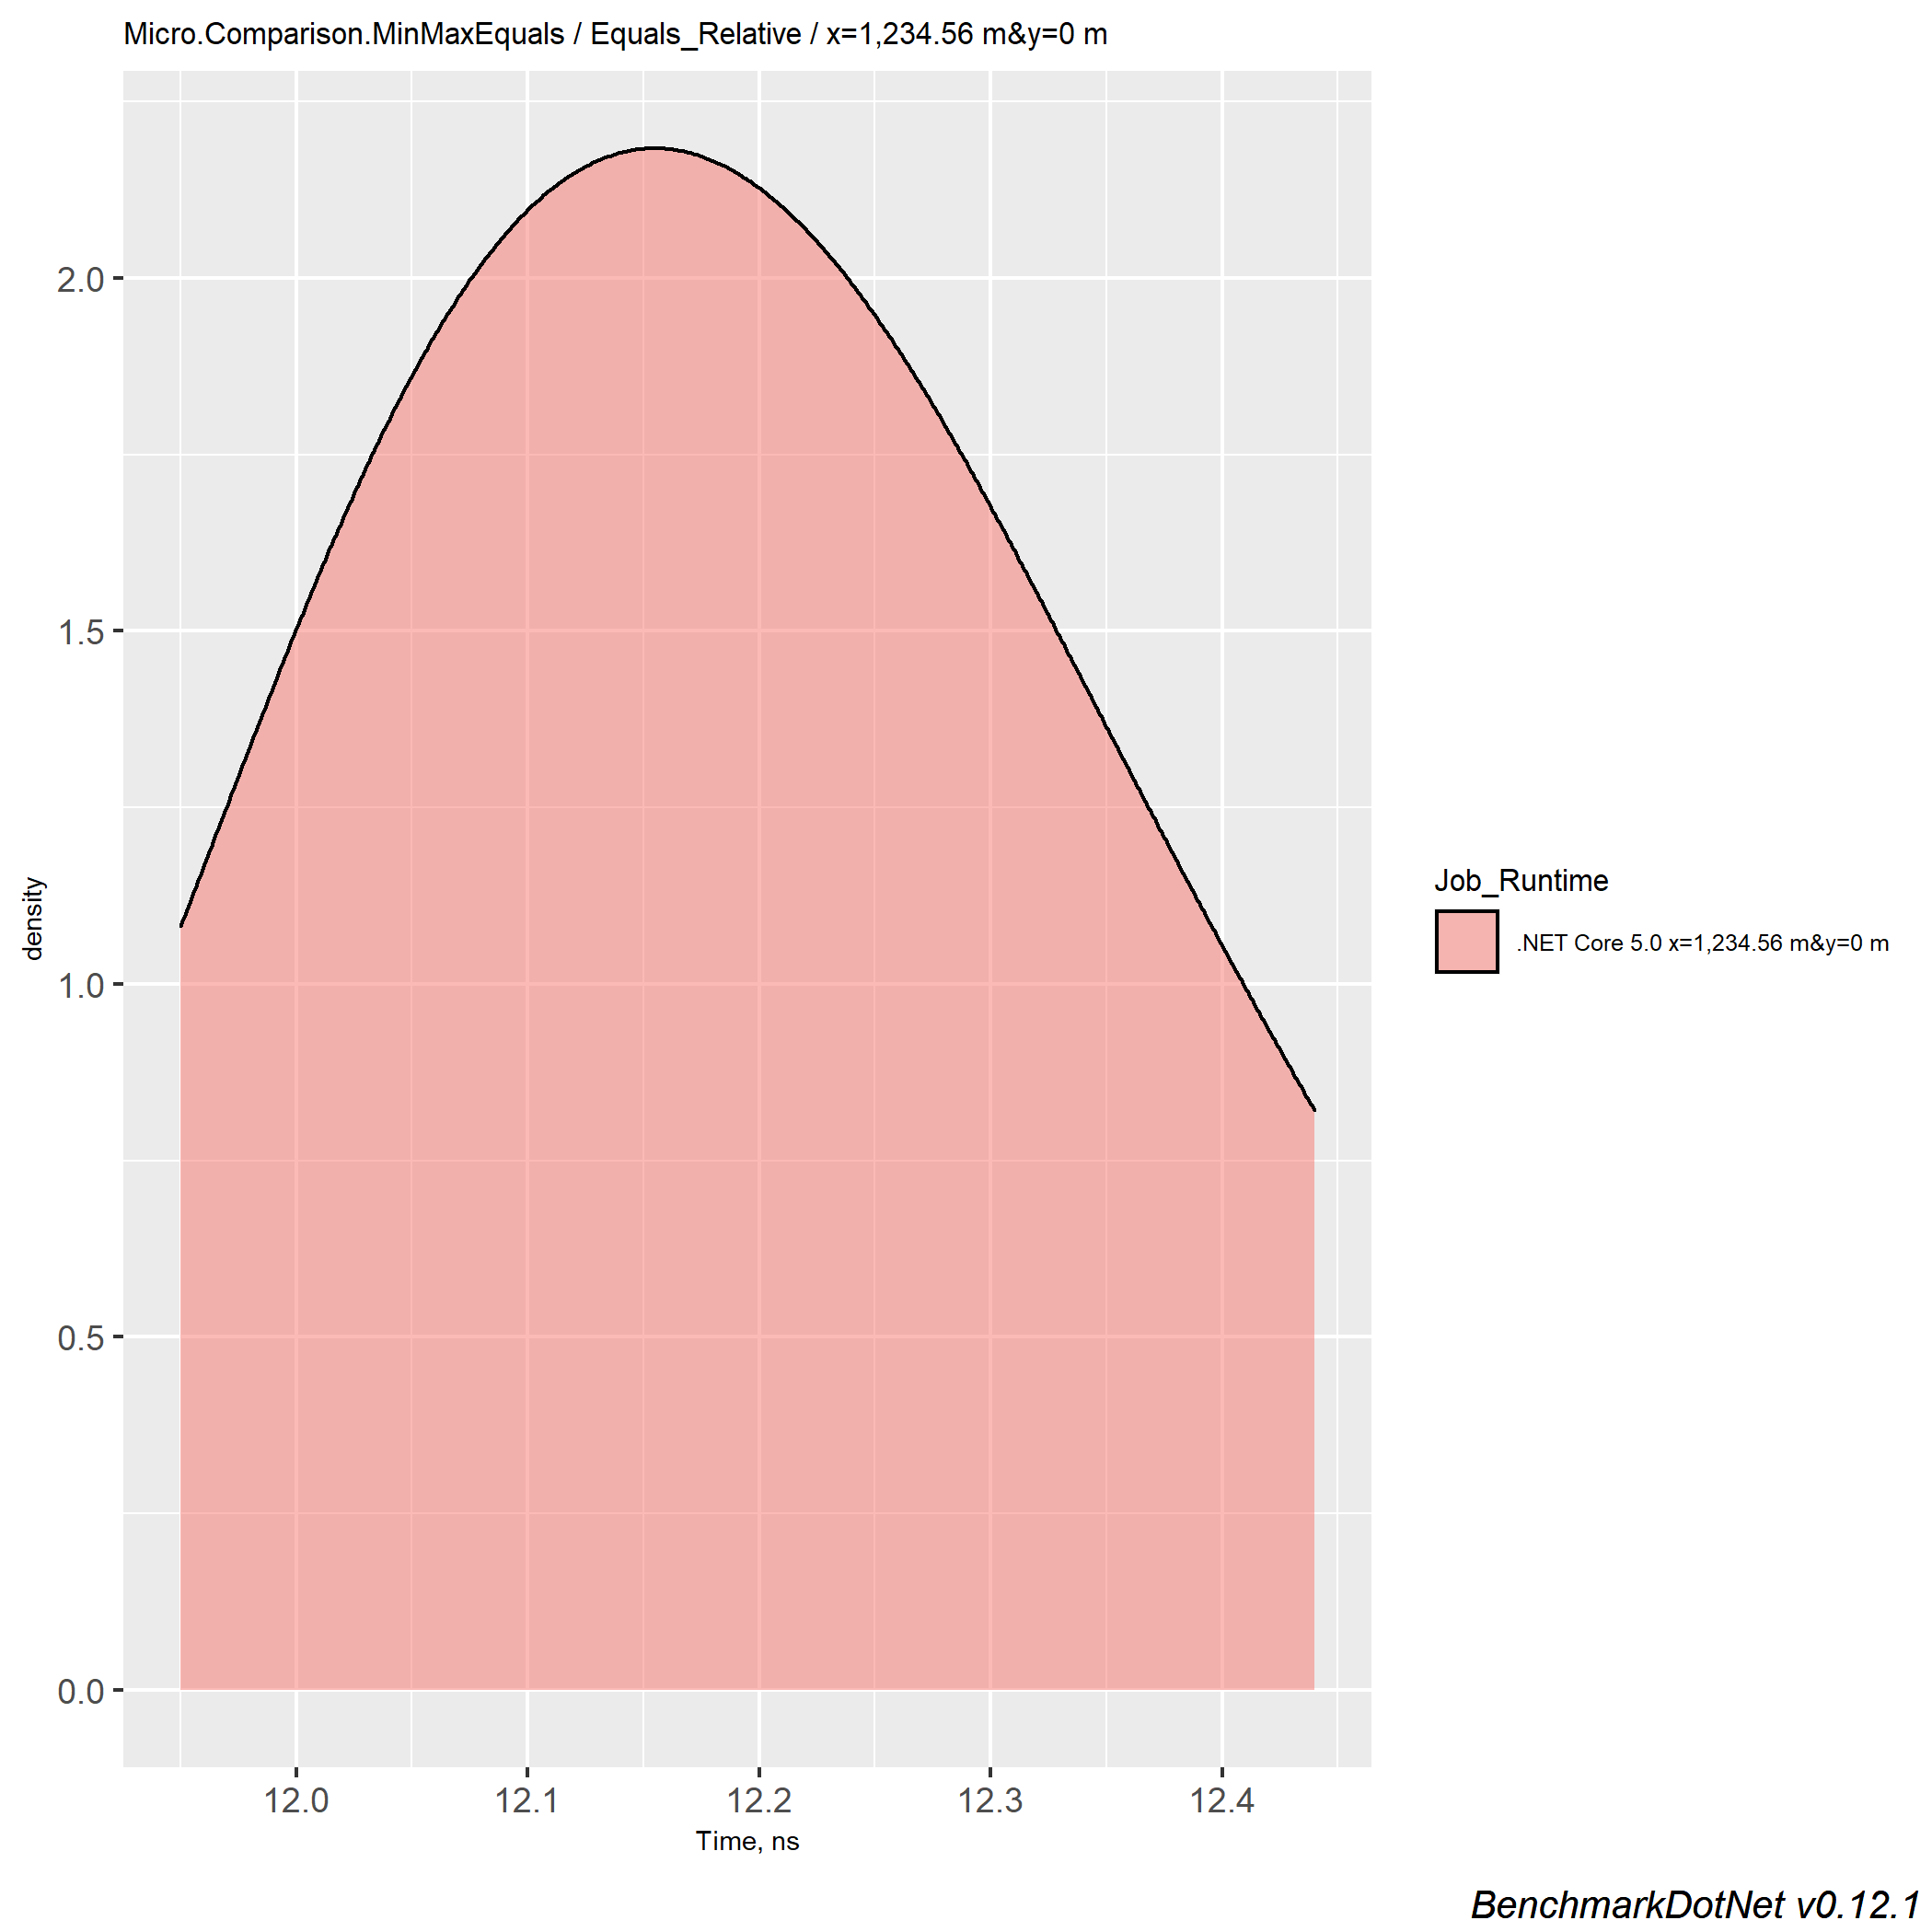 Micro.Comparison.MinMaxEquals / Equals_Relative / x=1,234.56 m&y=0 m
density
2.0
1.5
1.0
0.5
0.0
12.0 12.1 12.2 12.3 12.4
Time, ns
Job_Runtime
.NET Core 5.0 x=1,234.56 m&y=0 m
BenchmarkDotNet v0.12.1